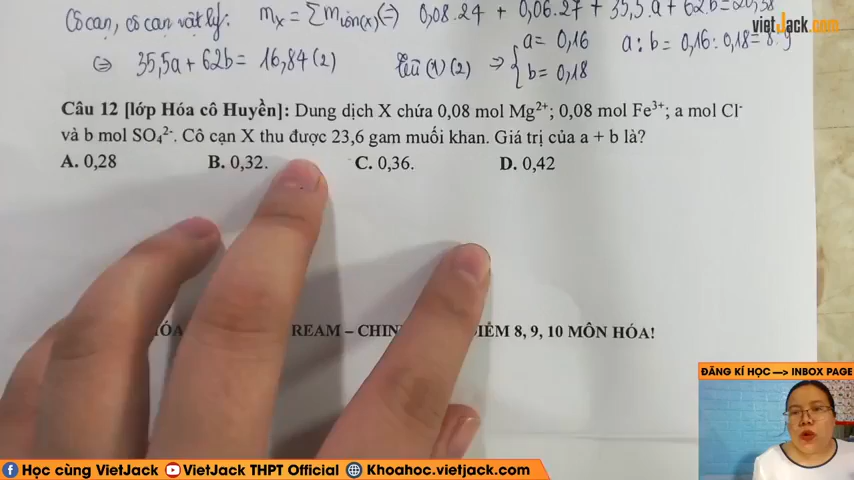 Cô cạn, cô cạn vật lý: mₓ = ∑ m ion(x) (=) 0,08.24 + 0,06.27 + 35,5.a + 62b = 20,38
vietJack.com
(=) 35,5a + 62b = 16,84 (2) Từ (1) (2) ⇒ { a = 0,16 a : b = 0,16 : 0,18 = 8 : 9
b = 0,18
Câu 12 [lớp Hóa cô Huyền]: Dung dịch X chứa 0,08 mol Mg²⁺; 0,08 mol Fe³⁺; a mol Cl⁻
và b mol SO₄²⁻. Cô cạn X thu được 23,6 gam muối khan. Giá trị của a + b là?
A. 0,28 B. 0,32. C. 0,36. D. 0,42
REAM – CHIN 8, 9, 10 MÔN HÓA!
ĐĂNG KÍ HỌC —> INBOX PAGE
Học cùng VietJack VietJack THPT Official Khoahoc.vietjack.com